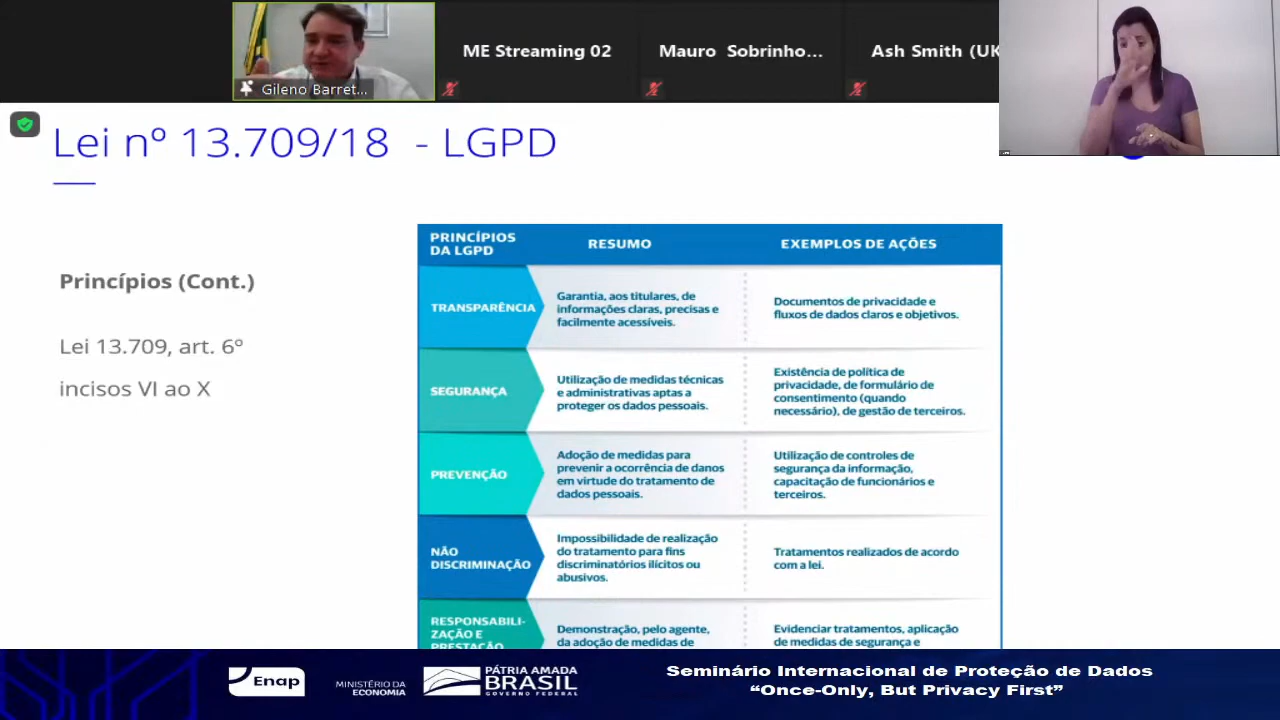 Gileno Barret...
ME Streaming 02
Mauro Sobrinho...
Ash Smith (UK
Lei nº 13.709/18 - LGPD
Princípios (Cont.)
Lei 13.709, art. 6º
incisos VI ao X
PRINCÍPIOS
DA LGPD
RESUMO
EXEMPLOS DE AÇÕES
TRANSPARÊNCIA
Garantia, aos titulares, de
informações claras, precisas e
facilmente acessíveis.
Documentos de privacidade e
fluxos de dados claros e objetivos.
SEGURANÇA
Utilização de medidas técnicas
e administrativas aptas a
proteger os dados pessoais.
Existência de política de
privacidade, de formulário de
consentimento (quando
necessário), de gestão de terceiros.
PREVENÇÃO
Adoção de medidas para
prevenir a ocorrência de danos
em virtude do tratamento de
dados pessoais.
Utilização de controles de
segurança da informação,
capacitação de funcionários e
terceiros.
NÃO
DISCRIMINAÇÃO
Impossibilidade de realização
do tratamento para fins
discriminatórios ilícitos ou
abusivos.
Tratamentos realizados de acordo
com a lei.
RESPONSABILI-
ZAÇÃO E
PRESTAÇÃO
Demonstração, pelo agente,
da adoção de medidas de
Evidenciar tratamentos, aplicação
de medidas de segurança e
Enap
MINISTÉRIO DA
ECONOMIA
PÁTRIA AMADA
BRASIL
GOVERNO FEDERAL
Seminário Internacional de Proteção de Dados
“Once-Only, But Privacy First”